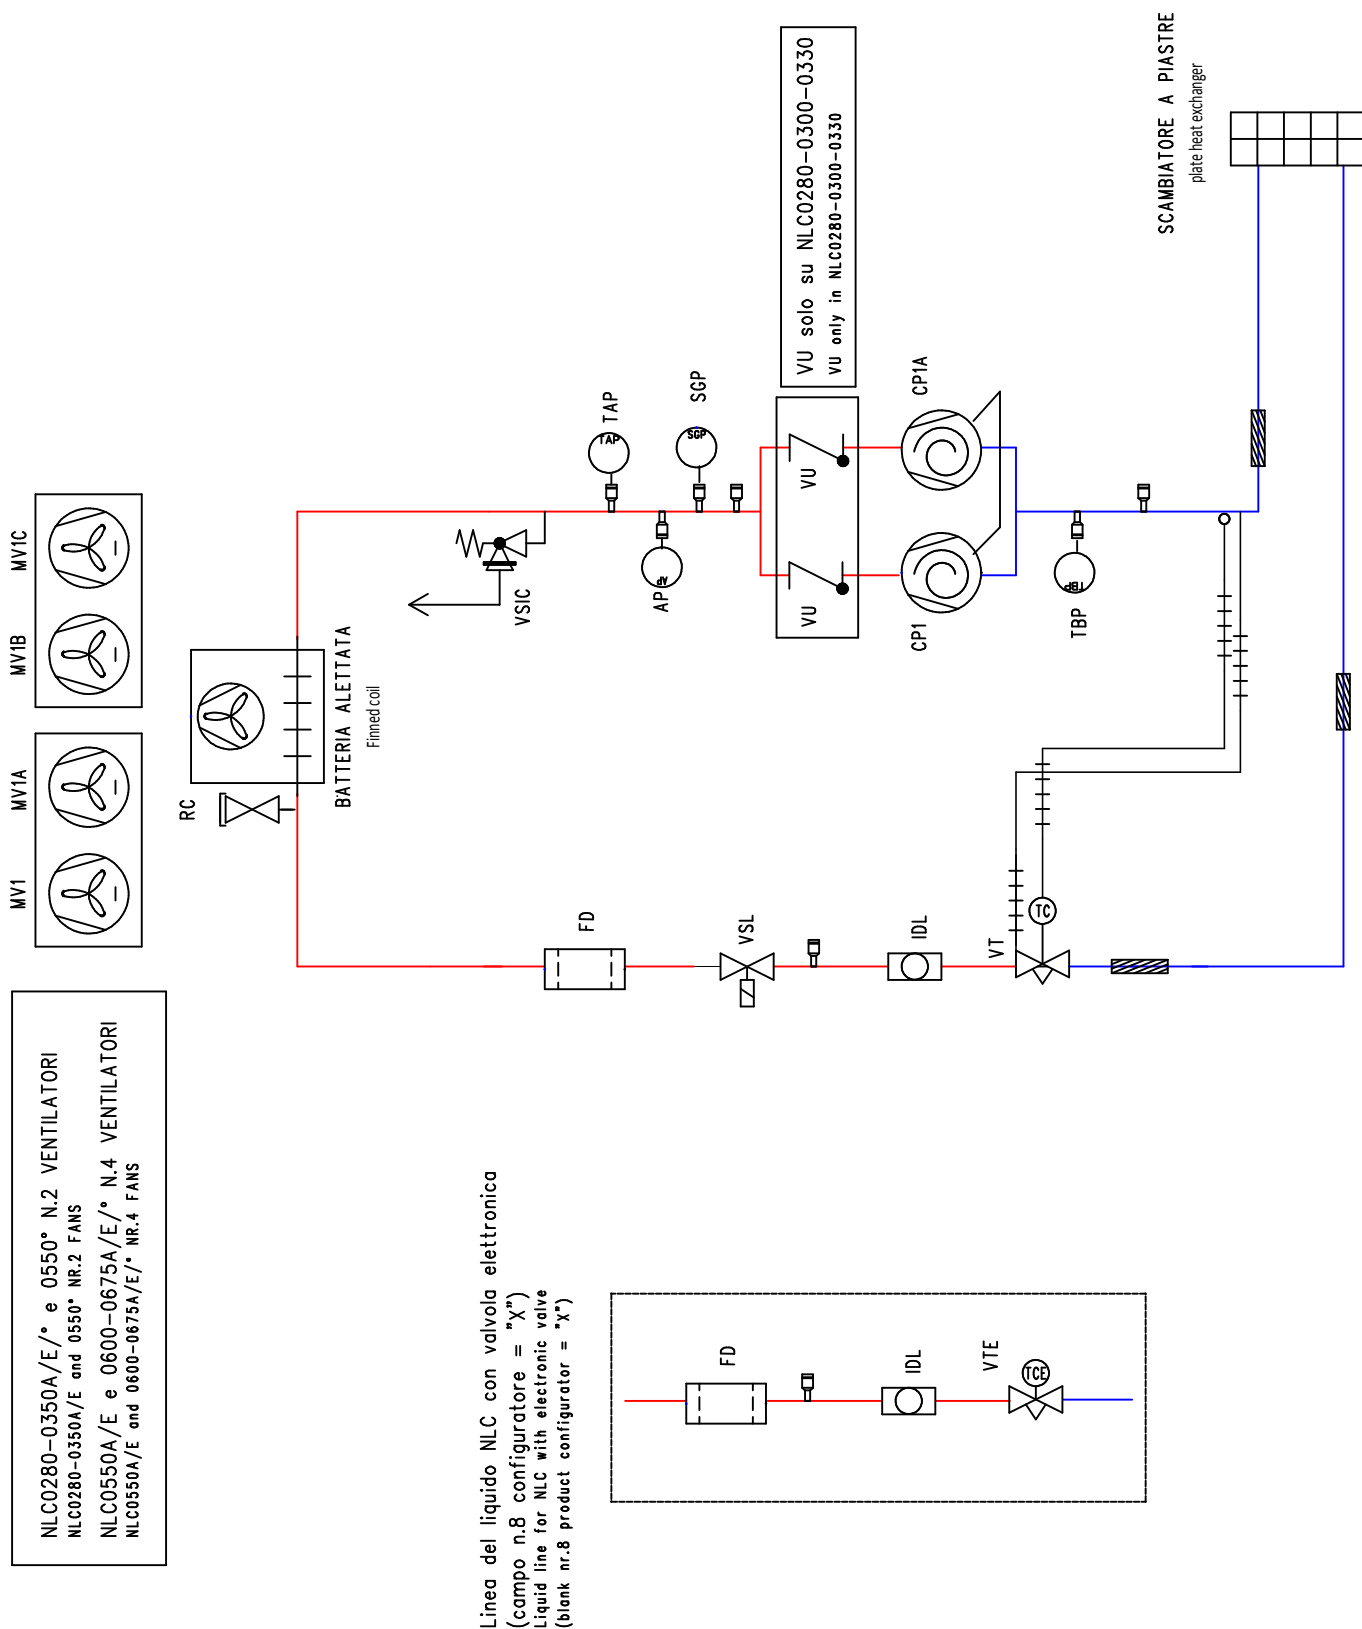 NLC0280-0350A/E/° e 0550° N.2 VENTILATORI
NLC0280-0350A/E and 0550° NR.2 FANS
NLC0550A/E e 0600-0675A/E/° N.4 VENTILATORI
NLC0550A/E and 0600-0675A/E/° NR.4 FANS
MV1
MV1A
MV1B
MV1C
RC
BATTERIA ALETTATA
Finned coil
VSIC
TAP
TAP
AP
AP
SGP
SGP
VU solo su NLC0280-0300-0330
VU only in NLC0280-0300-0330
VU
VU
CP1
CP1A
TBP
TBP
SCAMBIATORE A PIASTRE
plate heat exchanger
FD
VSL
IDL
VT
TC
Linea del liquido NLC con valvola elettronica
(campo n.8 configuratore = "X")
Liquid line for NLC with electronic valve
(blank nr.8 product configurator = "X")
FD
IDL
VTE
TCE